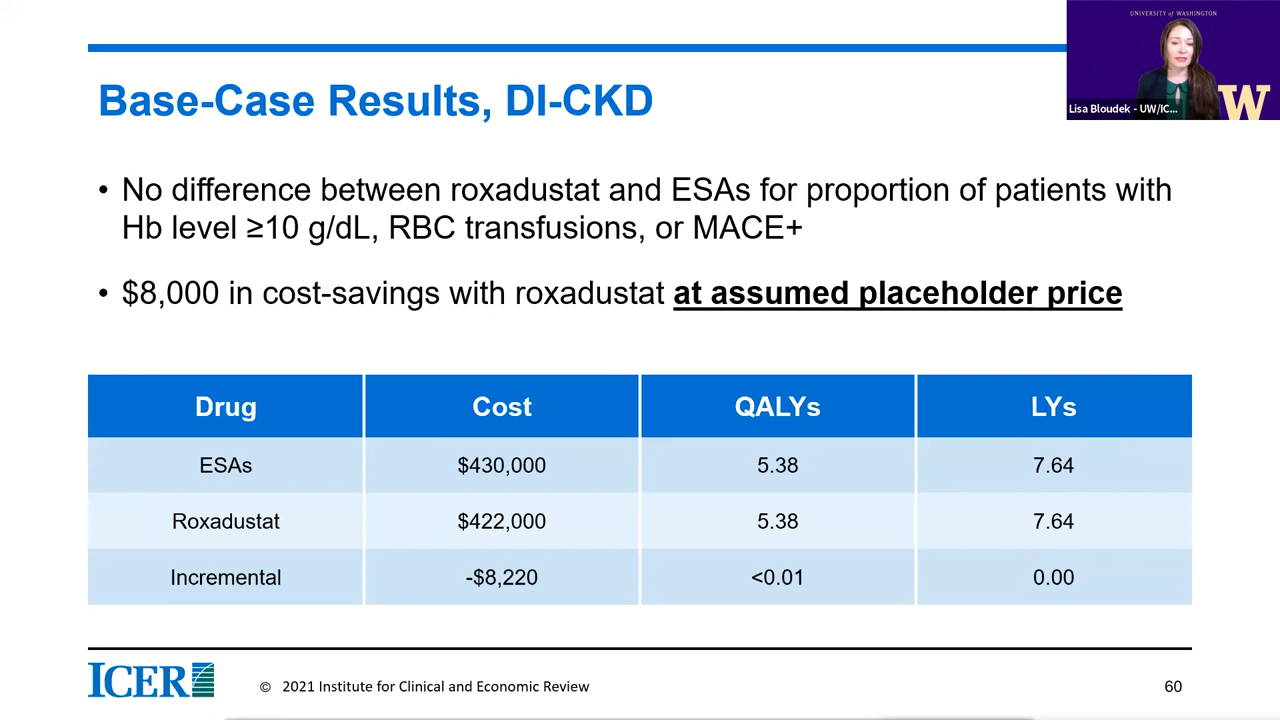 UNIVERSITY of WASHINGTON
W
Lisa Bloudek - UW/IC...
Base-Case Results, DI-CKD
• No difference between roxadustat and ESAs for proportion of patients with
Hb level ≥10 g/dL, RBC transfusions, or MACE+
• $8,000 in cost-savings with roxadustat at assumed placeholder price
Drug Cost QALYs LYs
ESAs $430,000 5.38 7.64
Roxadustat $422,000 5.38 7.64
Incremental -$8,220 <0.01 0.00
ICER © 2021 Institute for Clinical and Economic Review 60